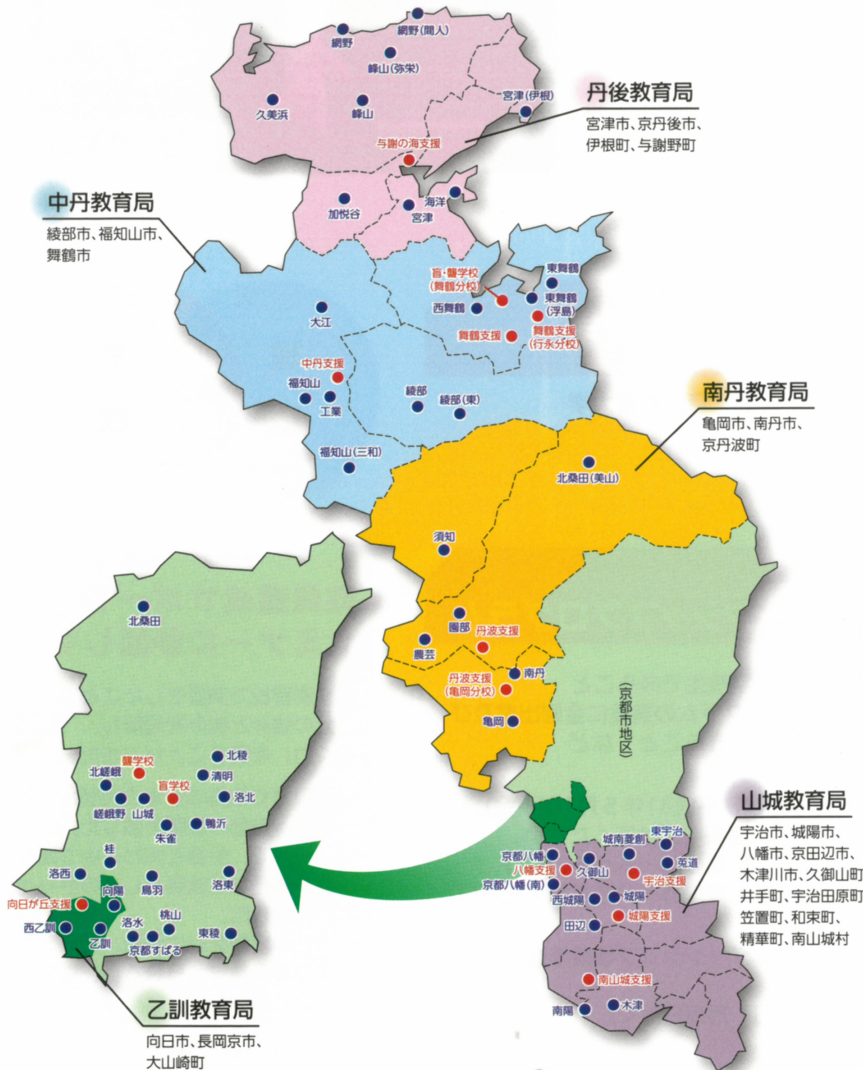 網野
網野(間人)
峰山(弥栄)
久美浜
峰山
宮津(伊根)
丹後教育局
宮津市、京丹後市、
伊根町、与謝野町
与謝の海支援
加悦谷
宮津
海洋
中丹教育局
綾部市、福知山市、
舞鶴市
盲・聾学校
(舞鶴分校)
東舞鶴
西舞鶴
東舞鶴
(浮島)
大江
舞鶴支援
舞鶴支援
(行永分校)
中丹支援
福知山
工業
綾部
綾部(東)
福知山(三和)
南丹教育局
亀岡市、南丹市、
京丹波町
北桑田(美山)
須知
園部
農芸
丹波支援
南丹
丹波支援
(亀岡分校)
亀岡
(京都市地区)
北桑田
北稜
聾学校
清明
北嵯峨
盲学校
洛北
嵯峨野
山城
朱雀
鴨沂
桂
洛西
鳥羽
洛東
向日が丘支援
向陽
西乙訓
乙訓
洛水
桃山
京都すばる
東稜
乙訓教育局
向日市、長岡京市、
大山崎町
山城教育局
宇治市、城陽市、
八幡市、京田辺市、
木津川市、久御山町
井手町、宇治田原町
笠置町、和束町、
精華町、南山城村
京都八幡
城南菱創
東宇治
八幡支援
久御山
莵道
京都八幡(南)
宇治支援
西城陽
城陽
城陽支援
田辺
南山城支援
南陽
木津